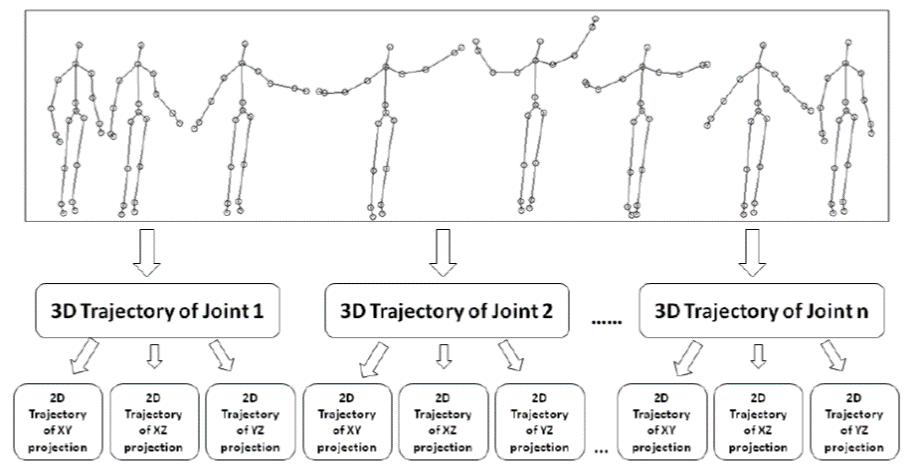 3D Trajectory of Joint 1
3D Trajectory of Joint 2
......
3D Trajectory of Joint n
2D
Trajectory
of XY
projection
2D
Trajectory
of XZ
projection
2D
Trajectory
of YZ
projection
2D
Trajectory
of XY
projection
2D
Trajectory
of XZ
projection
2D
Trajectory
of YZ
projection
...
2D
Trajectory
of XY
projection
2D
Trajectory
of XZ
projection
2D
Trajectory
of YZ
projection